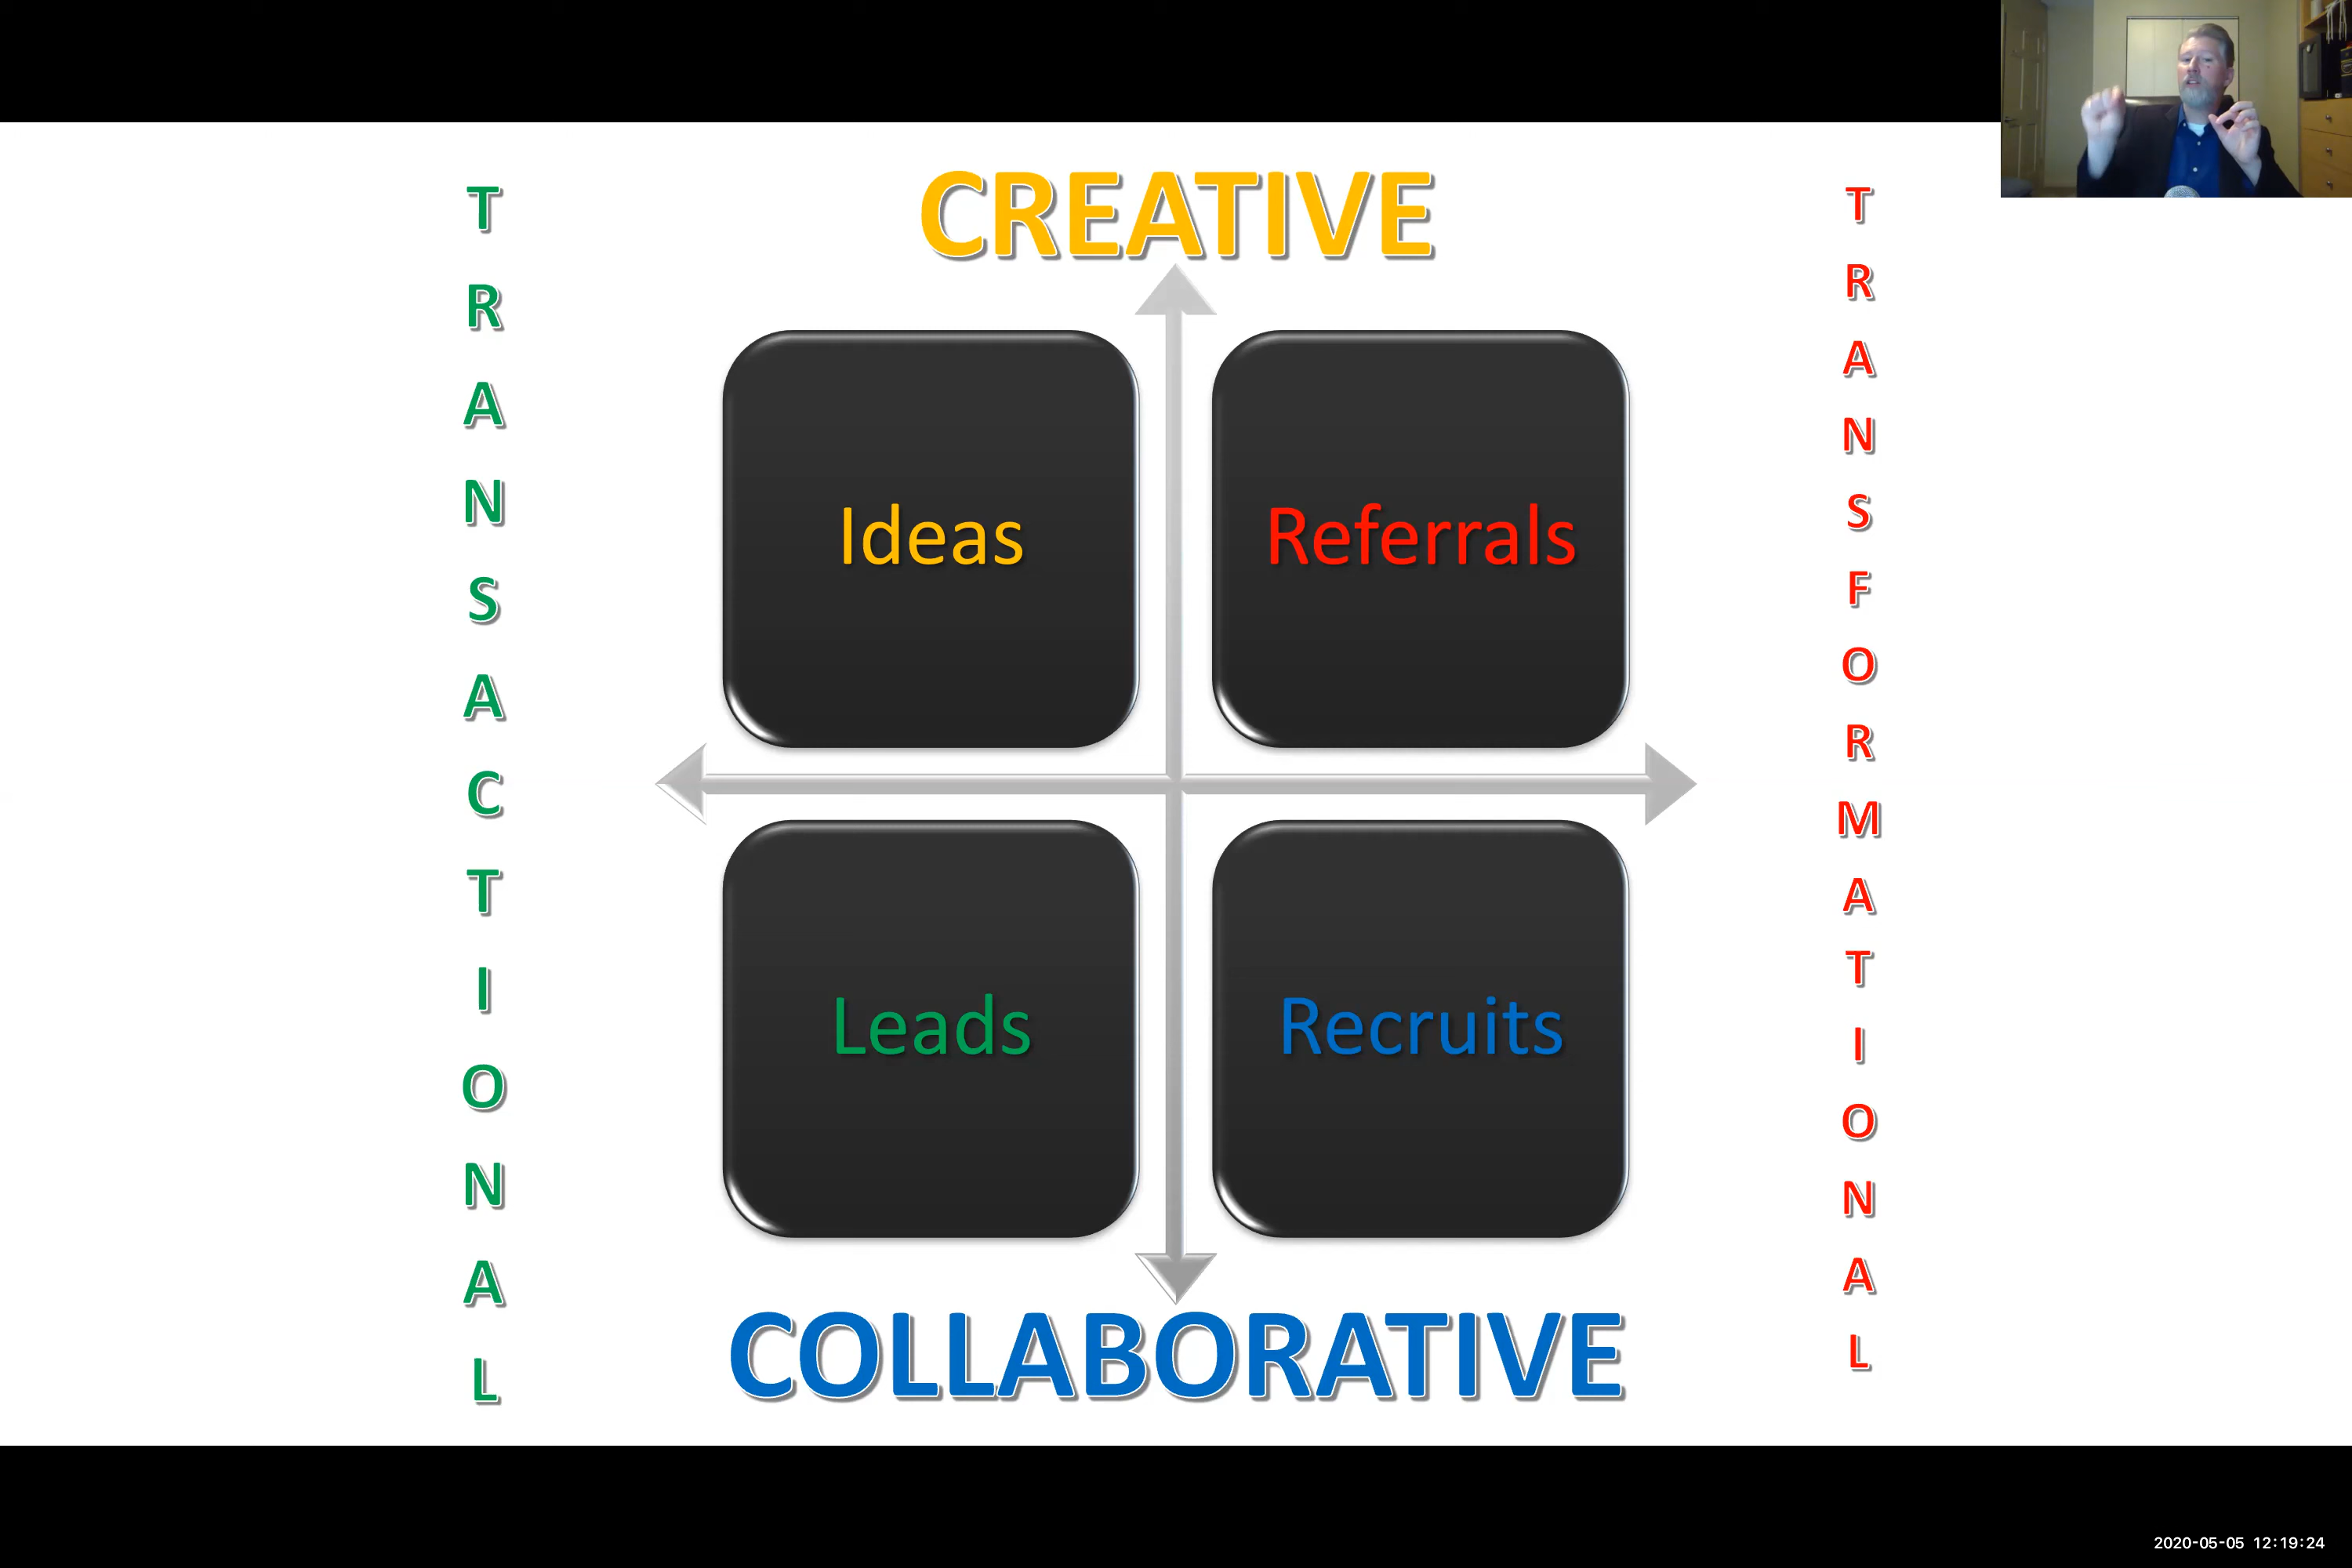 CREATIVE
TRANSACTIONAL
TRANSFORMATIONAL
Ideas
Referrals
Leads
Recruits
COLLABORATIVE
2020-05-05 12:19:24